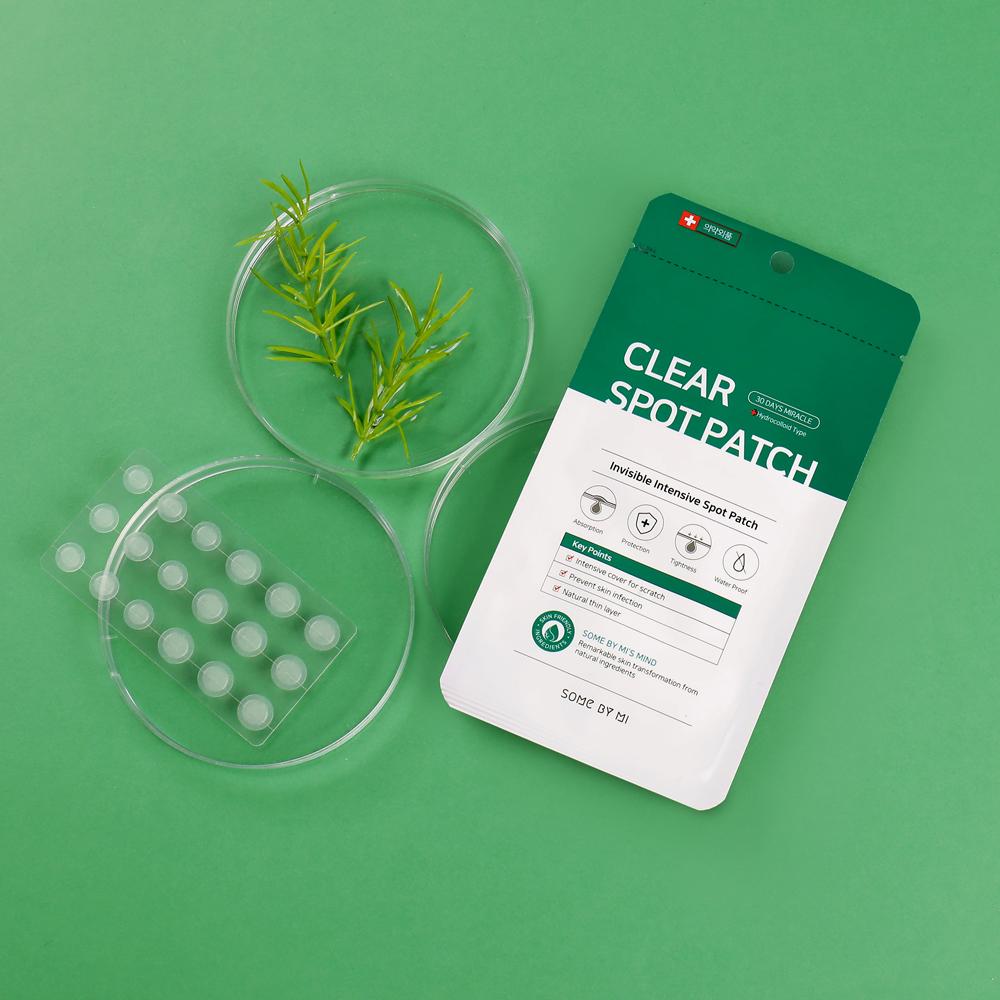 의약외품
CLEAR
SPOT PATCH
30 DAYS MIRACLE
Hydrocolloid Type
Invisible Intensive Spot Patch
Absorption
Protection
Tightness
Water Proof
Key Points
Intensive cover for scratch
Prevent skin infection
Natural thin layer
SKIN FRIENDLY
INGREDIENTS
SOME BY MI'S MIND
Remarkable skin transformation from
natural ingredients
SOME BY MI